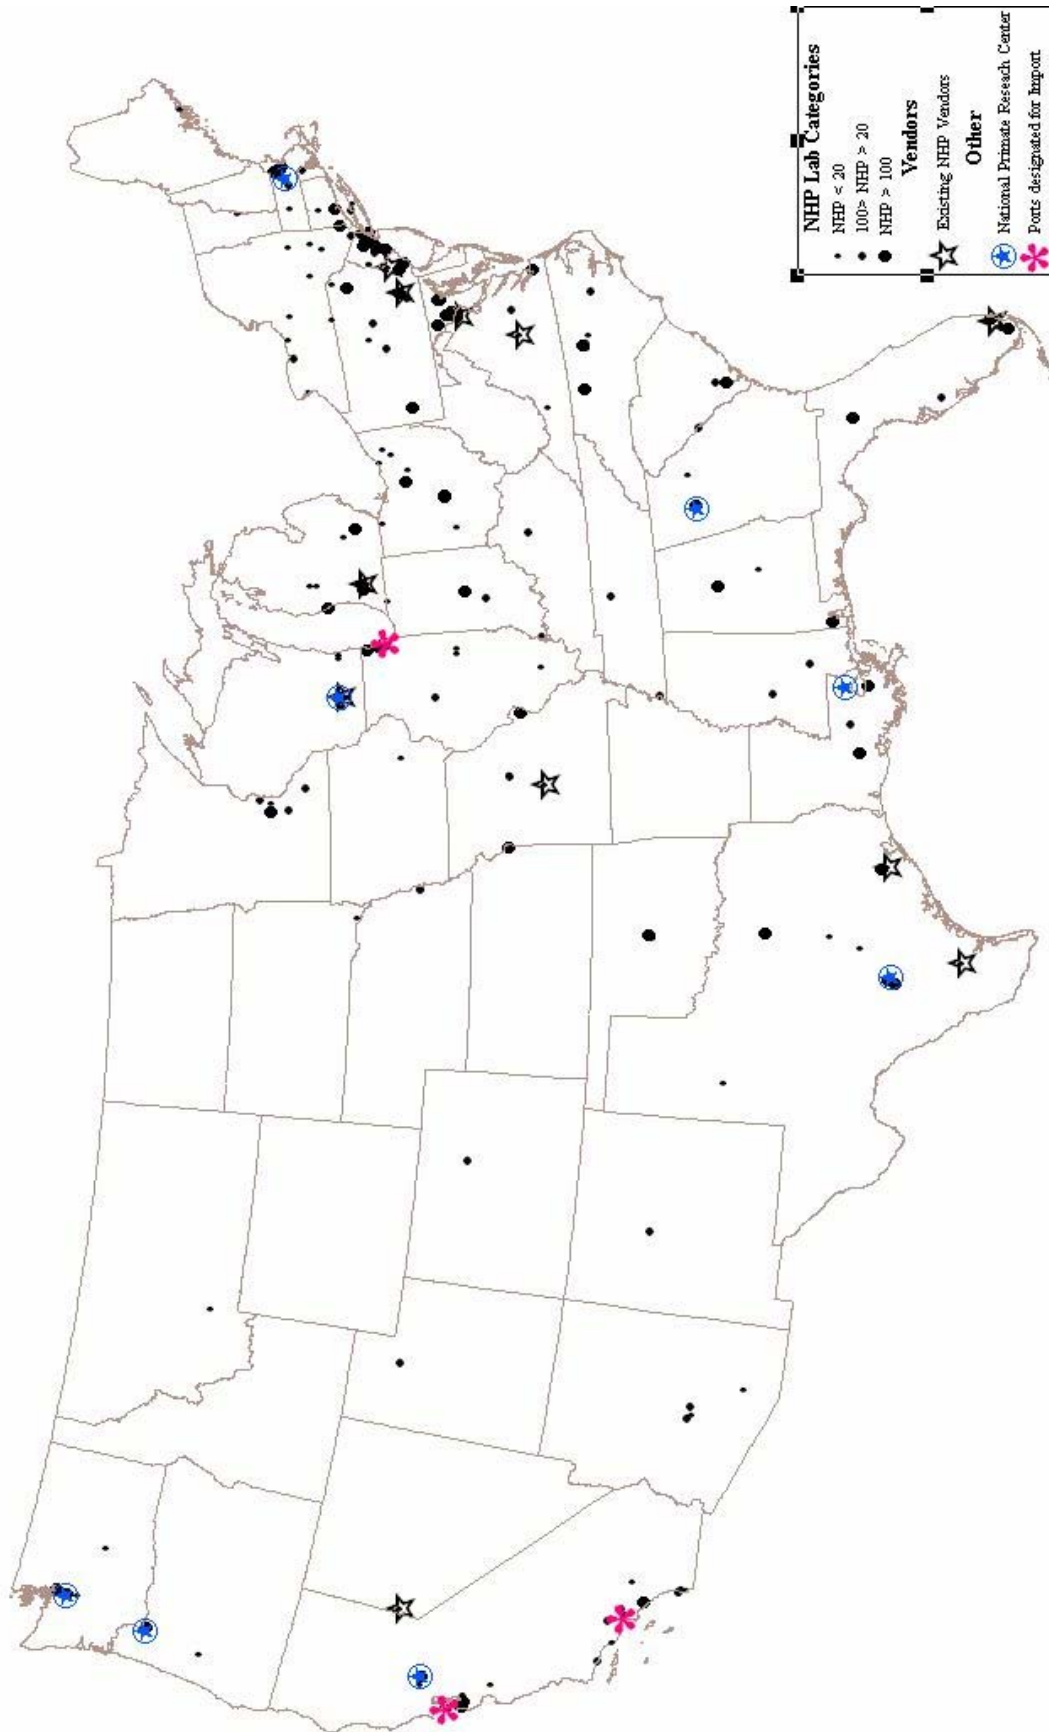 NHP Lab Categories
NHP < 20
100> NHP > 20
NHP > 100
Vendors
Existing NHP Vendors
Other
National Primate Reseach Center
Ports designated for Import